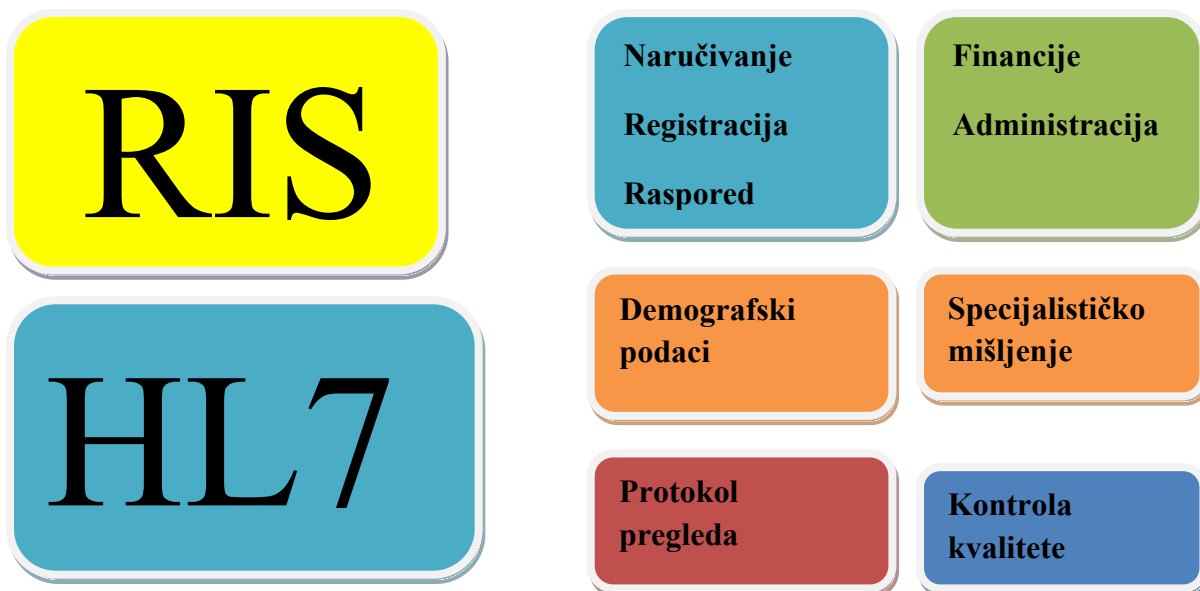 RIS
HL7
Naručivanje
Registracija
Raspored
Financije
Administracija
Demografski
podaci
Specijalističko
mišljenje
Protokol
pregleda
Kontrola
kvalitete